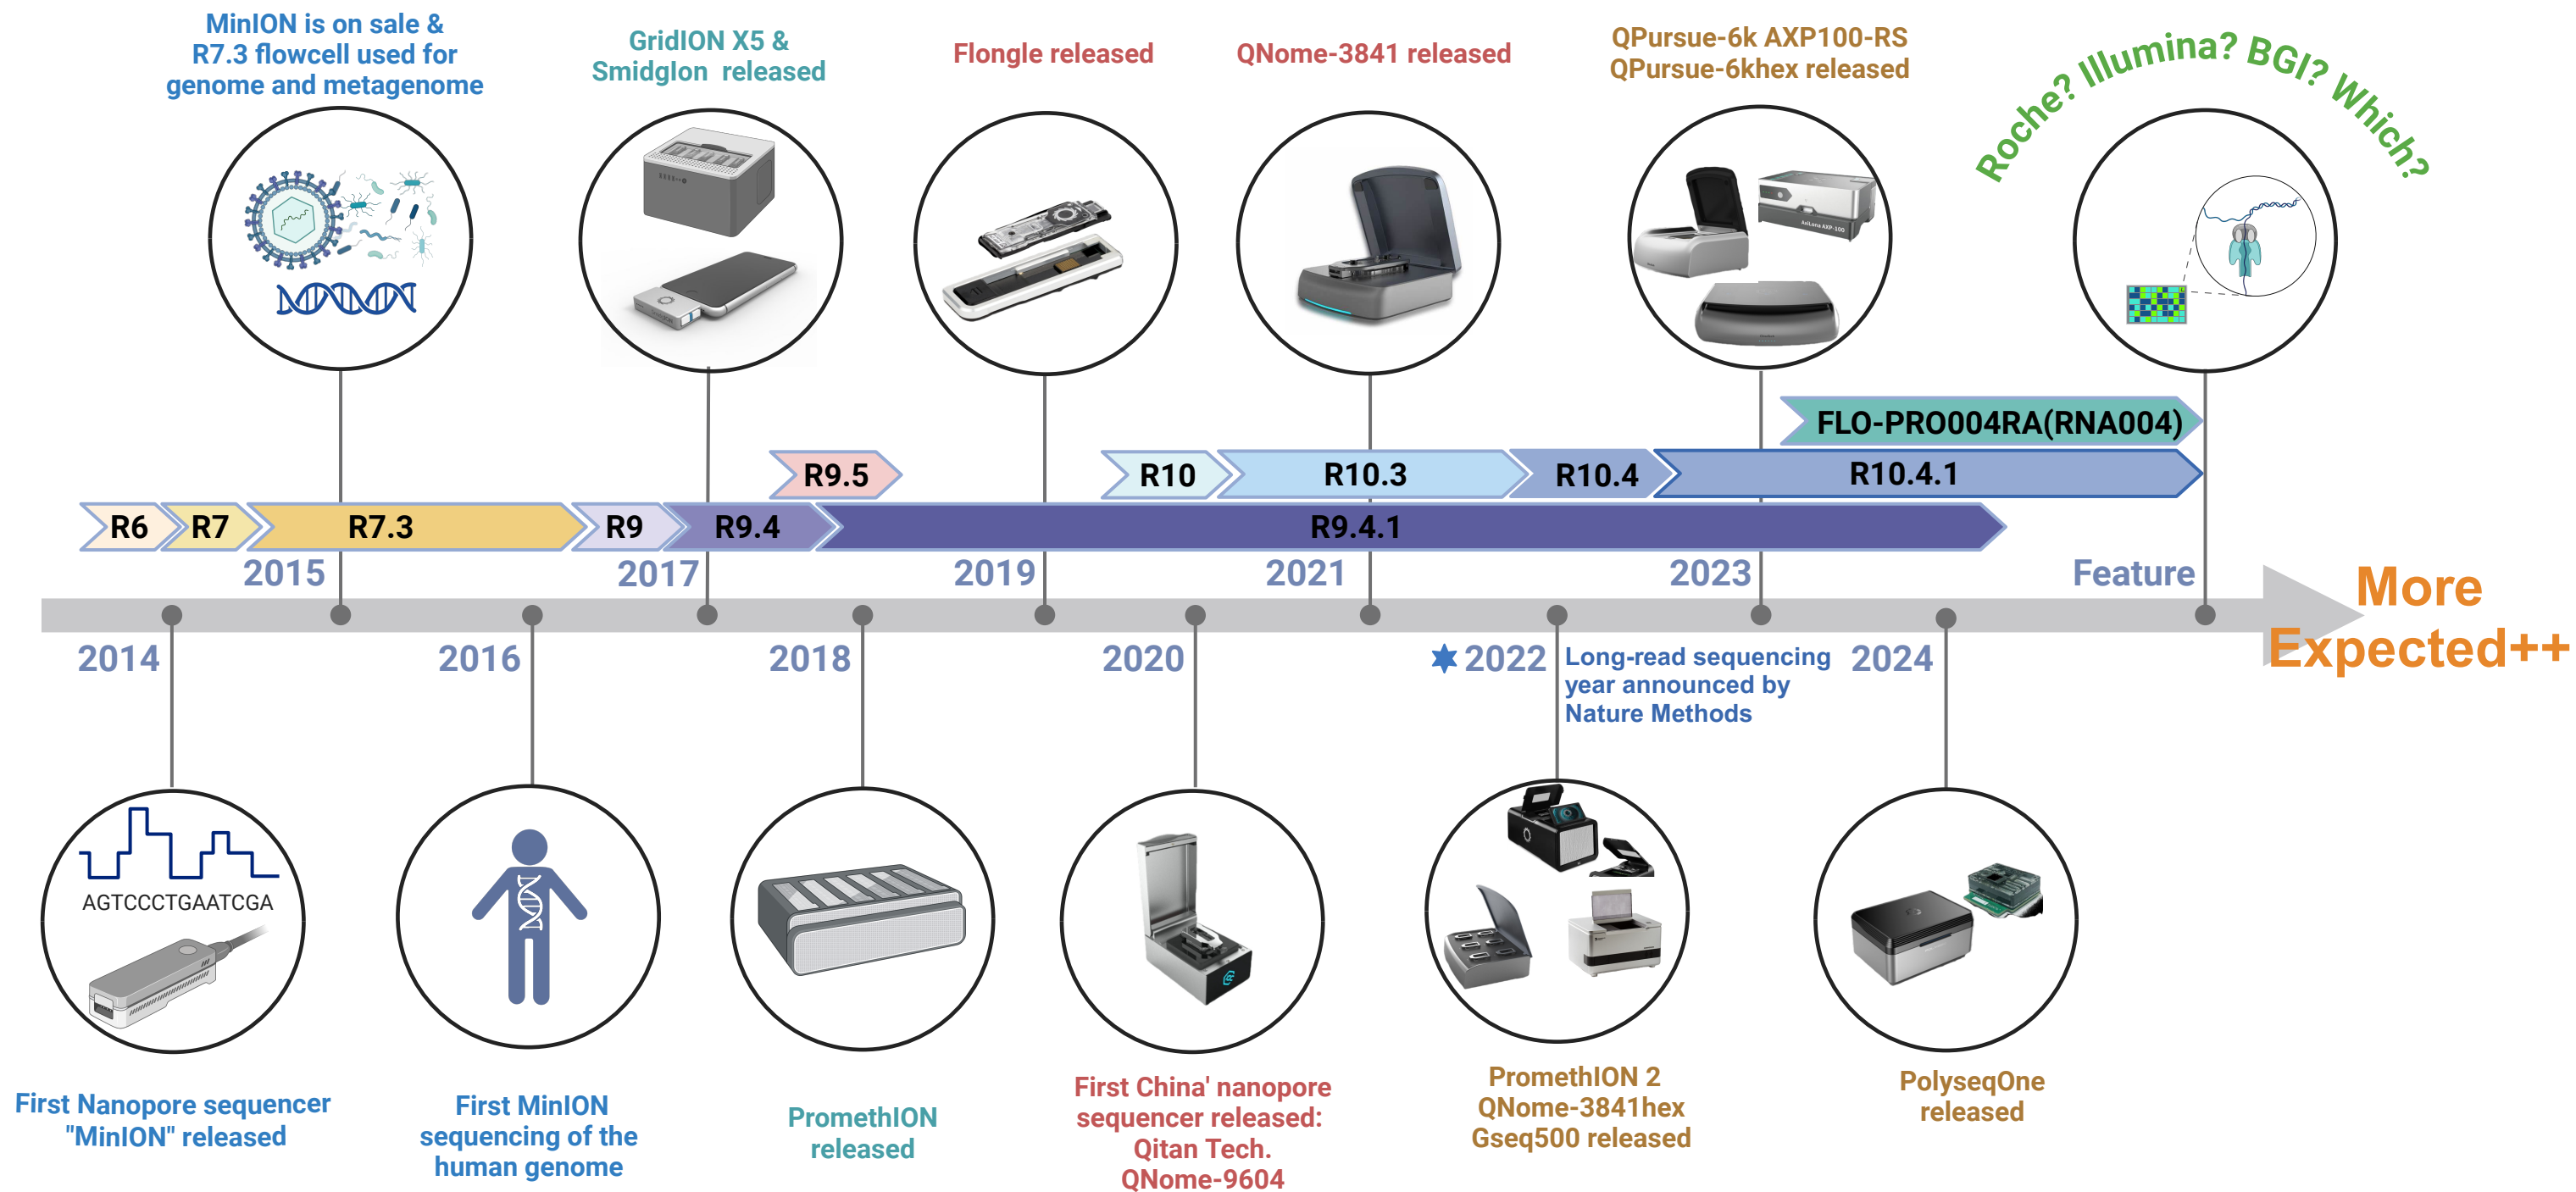 MinION is on sale &
R7.3 flowcell used for
genome and metagenome
GridION X5 &
SmidgIon released
Flongle released
QNome-3841 released
QPursue-6k AXP100-RS
QPursue-6khex released
Roche? Illumina? BGI? Which?
AxiLona AXP-100
FLO-PRO004RA(RNA004)
R9.5
R10
R10.3
R10.4
R10.4.1
R6
R7
R7.3
R9
R9.4
R9.4.1
2015
2017
2019
2021
2023
Feature
More
Expected++
2014
2016
2018
2020
2022
Long-read sequencing
year announced by
Nature Methods
2024
AGTCCCTGAATCGA
First Nanopore sequencer
"MinION" released
First MinION
sequencing of the
human genome
PromethION
released
First China' nanopore
sequencer released:
Qitan Tech.
QNome-9604
PromethION 2
QNome-3841hex
Gseq500 released
PolyseqOne
released